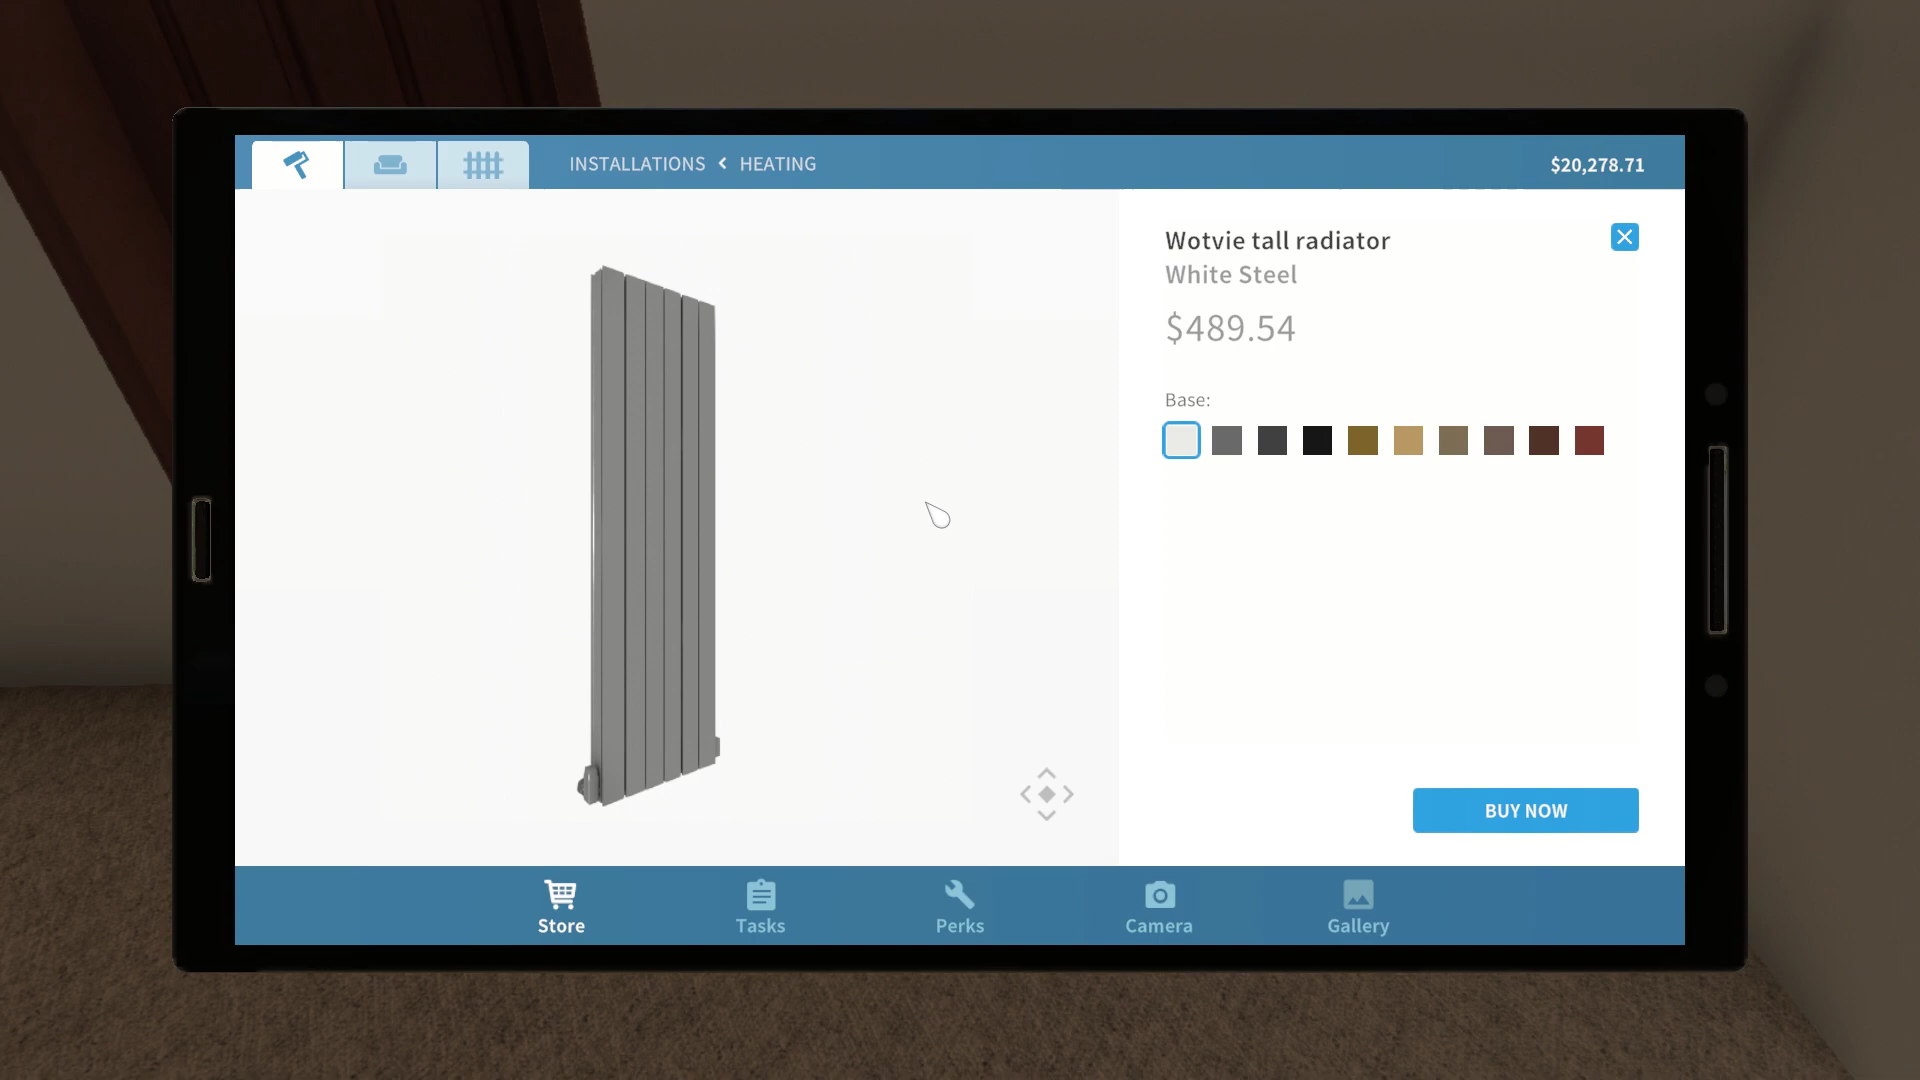 INSTALLATIONS < HEATING
$20,278.71
Wotvie tall radiator
White Steel
$489.54
Base:
BUY NOW
Store
Tasks
Perks
Camera
Gallery